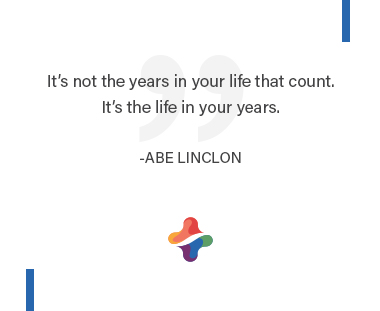 It's not the years in your life that count.
It's the life in your years.
-ABE LINCLON